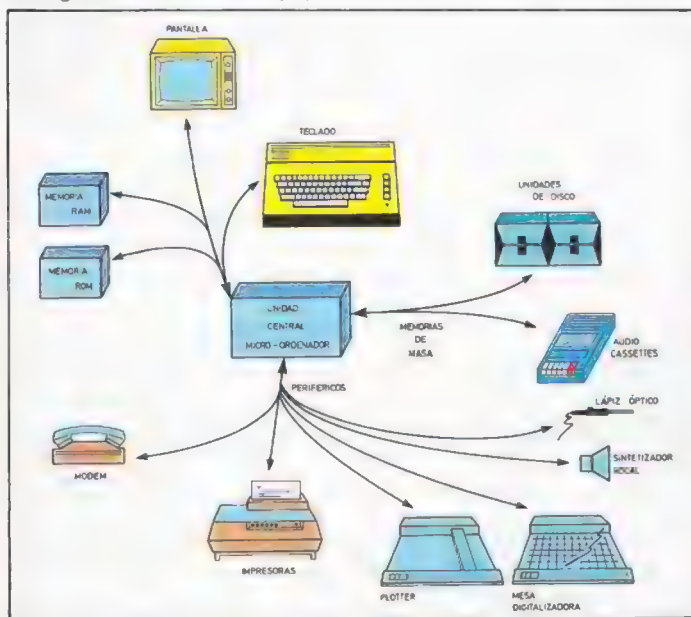 PANTALLA
TECLADO
MEMORIA
RAM
MEMORIA
ROM
UNIDADES
DE DISCO
UNIDAD
CENTRAL
MICRO-ORDENADOR
MEMORIAS
DE
MASA
AUDIO
CASSETTES
PERIFERICOS
LÁPIZ ÓPTICO
SINTETIZADOR
VOCAL
MODEM
IMPRESORAS
PLOTTER
MESA
DIGITALIZADORA